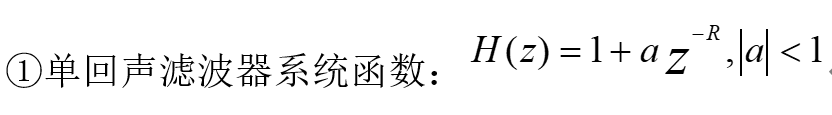 ①单回声滤波器系统函数： H(z) = 1 + a z^{-R}, |a| < 1